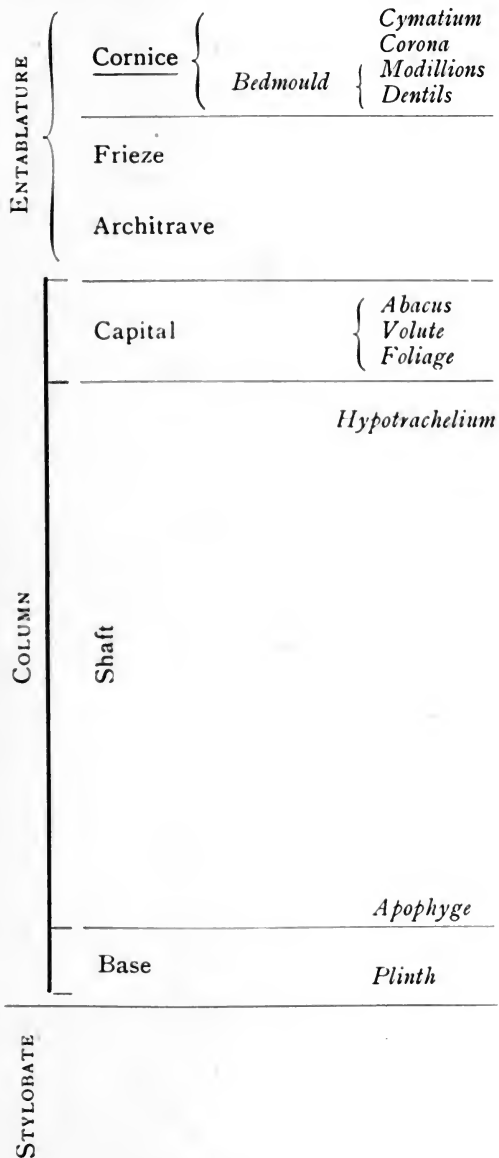 ENTABLATURE
Cornice
Cymatium
Corona
Bedmould
Modillions
Dentils
Frieze
Architrave
COLUMN
Capital
Abacus
Volute
Foliage
Hypotrachelium
Shaft
Apophyge
Base
Plinth
STYLOBATE